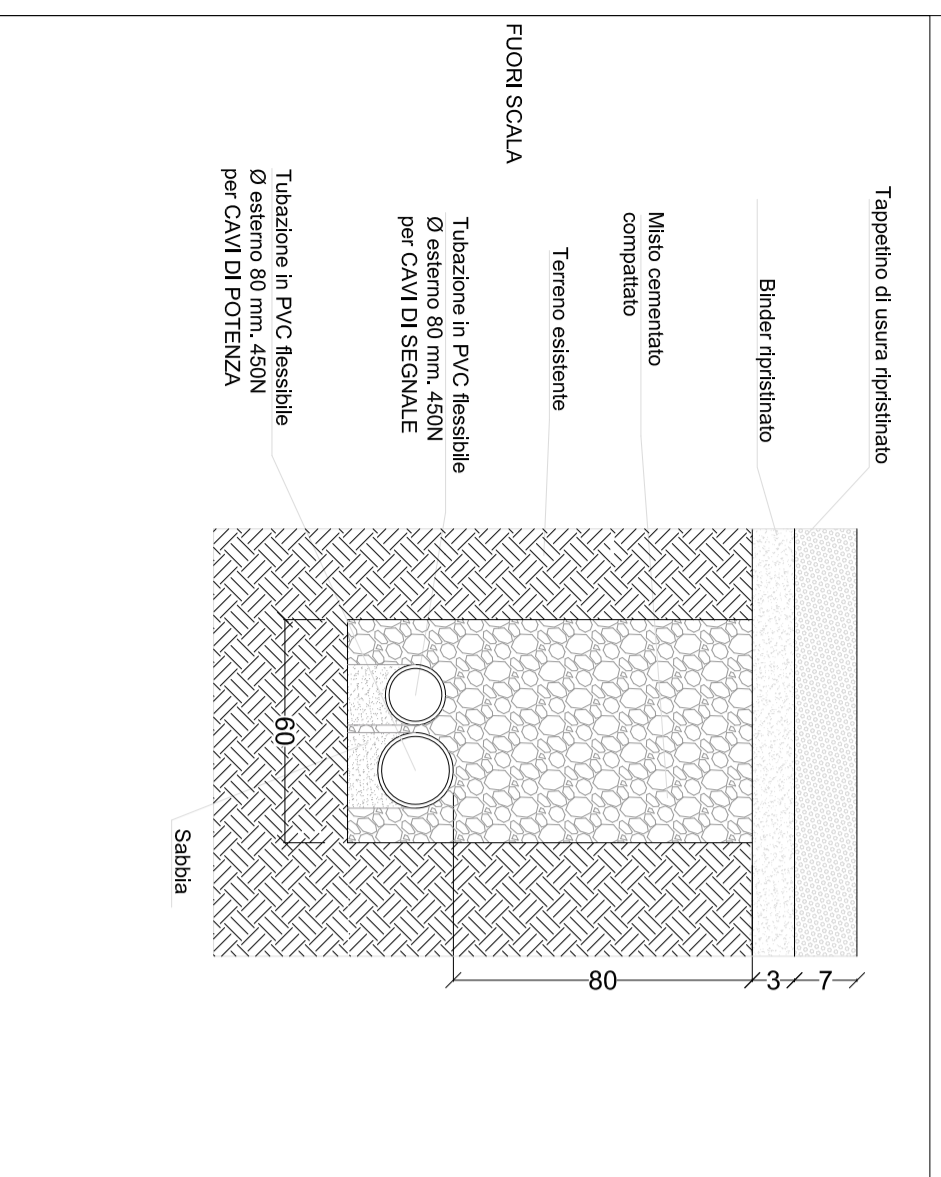 FUORI SCALA
Tappetino di usura ripristinato
Binder ripristinato
Misto cementato
compattato
Terreno esistente
Tubazione in PVC flessibile
Ø esterno 80 mm. 450N
per CAVI DI SEGNALE
Tubazione in PVC flessibile
Ø esterno 80 mm. 450N
per CAVI DI POTENZA
Sabbia
7
3
80
60